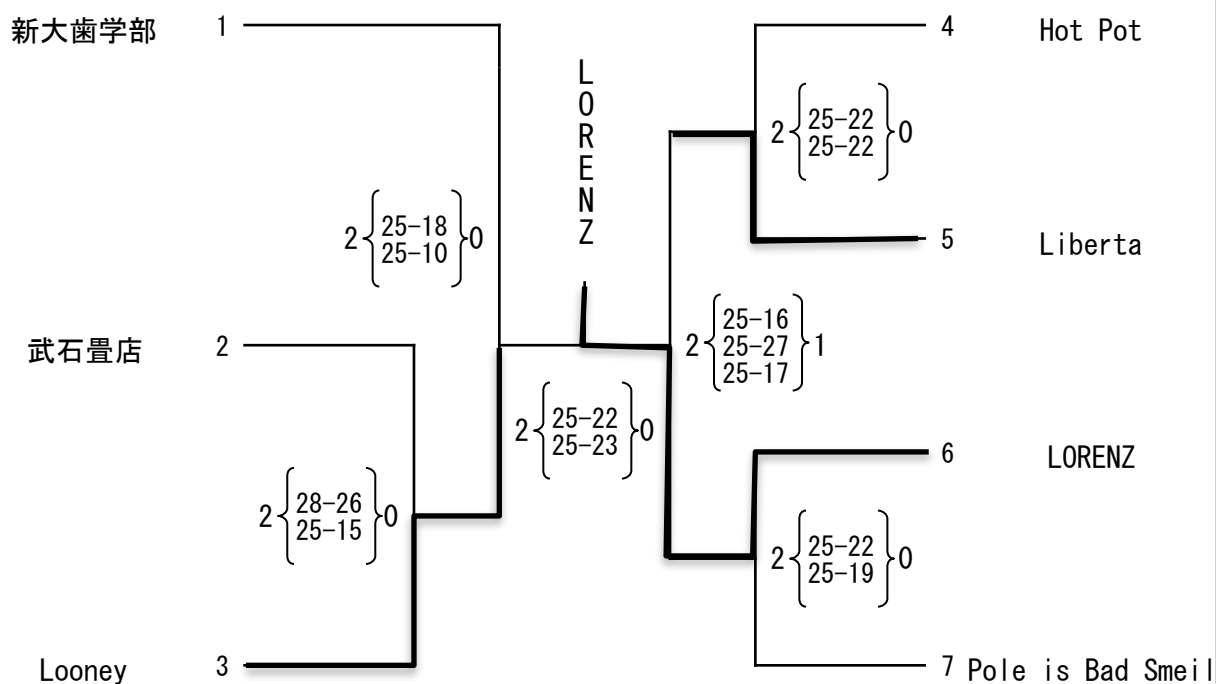 新大歯学部 1
4 Hot Pot
LORENZ
2 25-22 0
25-22
2 25-18 0
25-10
5 Liberta
武石畳店 2
2 25-16 1
25-27
25-17
2 25-22 0
25-23
6 LORENZ
2 28-26 0
25-15
2 25-22 0
25-19
Looney 3
7 Pole is Bad Smeil